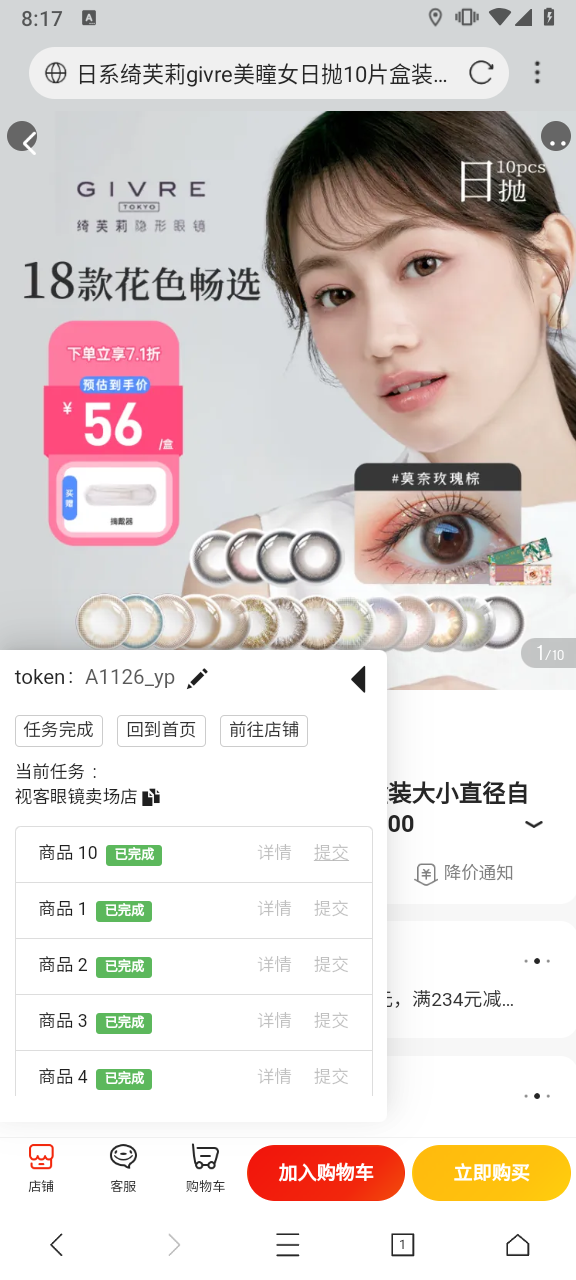 8:17
A
日系绮芙莉givre美瞳女日抛10片盒装...
GIVRE
TOKYO
绮芙莉隐形眼镜
日抛
10pcs
18款花色畅选
下单立享7.1折
预估到手价
¥56/盒
买赠
摘戴器
#莫奈玫瑰棕
1/10
token: A1126_yp
任务完成 回到首页 前往店铺
当前任务 :
视客眼镜卖场店
装大小直径自
00
商品 10 已完成 详情 提交
降价通知
商品 1 已完成 详情 提交
商品 2 已完成 详情 提交
，满234元减...
商品 3 已完成 详情 提交
商品 4 已完成 详情 提交
店铺 客服 购物车 加入购物车 立即购买
1